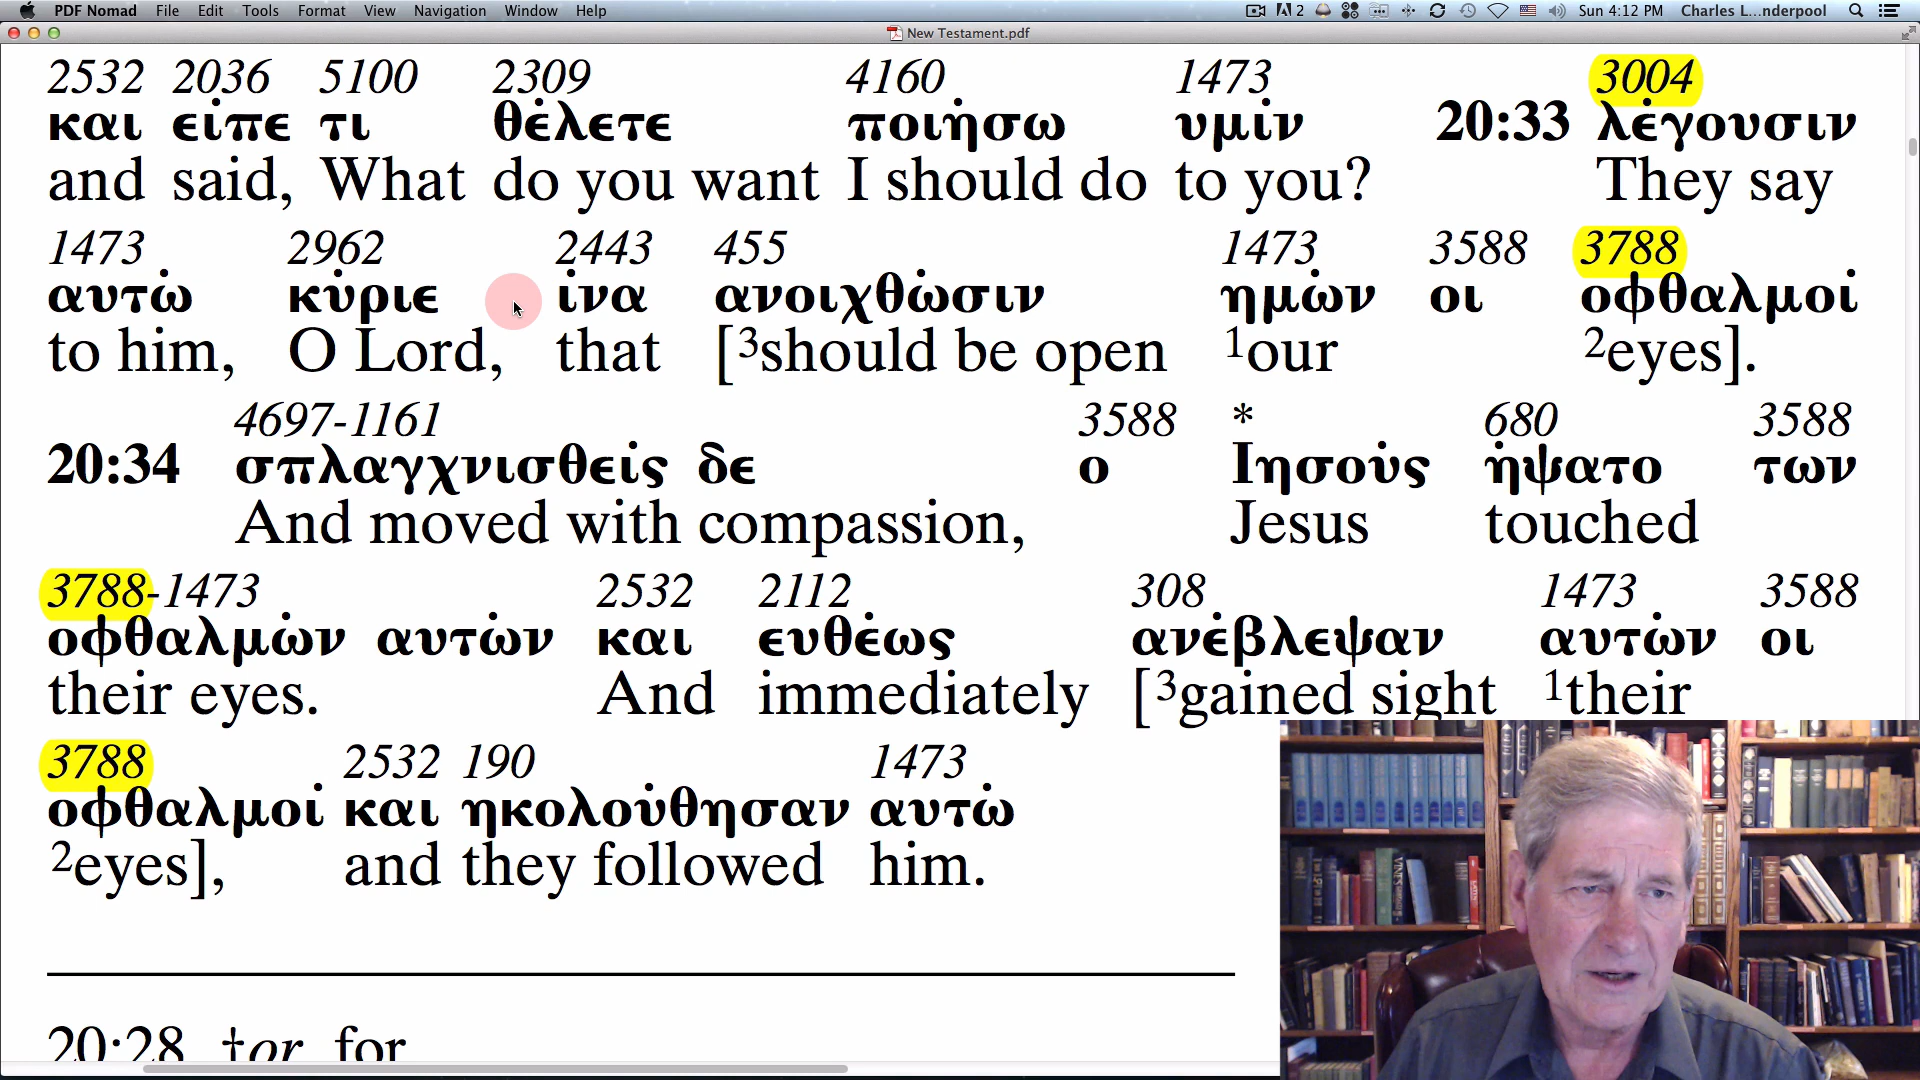 PDF Nomad File Edit Tools Format View Navigation Window Help 2 Sun 4:12 PM Charles L...nderpool
New Testament.pdf
2532 2036 5100 2309 4160 1473 3004
και είπε τι θέλετε ποιήσω υμίν 20:33 λέγουσιν
and said, What do you want I should do to you? They say
1473 2962 2443 455 1473 3588 3788
αυτώ κύριε ίνα ανοιχθώσιν ημών οι οφθαλμοί
to him, O Lord, that [³should be open ¹our ²eyes].
4697-1161 3588 * 680 3588
20:34 σπλαγχνισθείς δε ο Ιησούς ήψατο των
And moved with compassion, Jesus touched
3788-1473 2532 2112 308 1473 3588
οφθαλμών αυτών και ευθέως ανέβλεψαν αυτών οι
their eyes. And immediately [³gained sight ¹their
3788 2532 190 1473
οφθαλμοί και ηκολούθησαν αυτώ
²eyes], and they followed him.
20:28 †or for